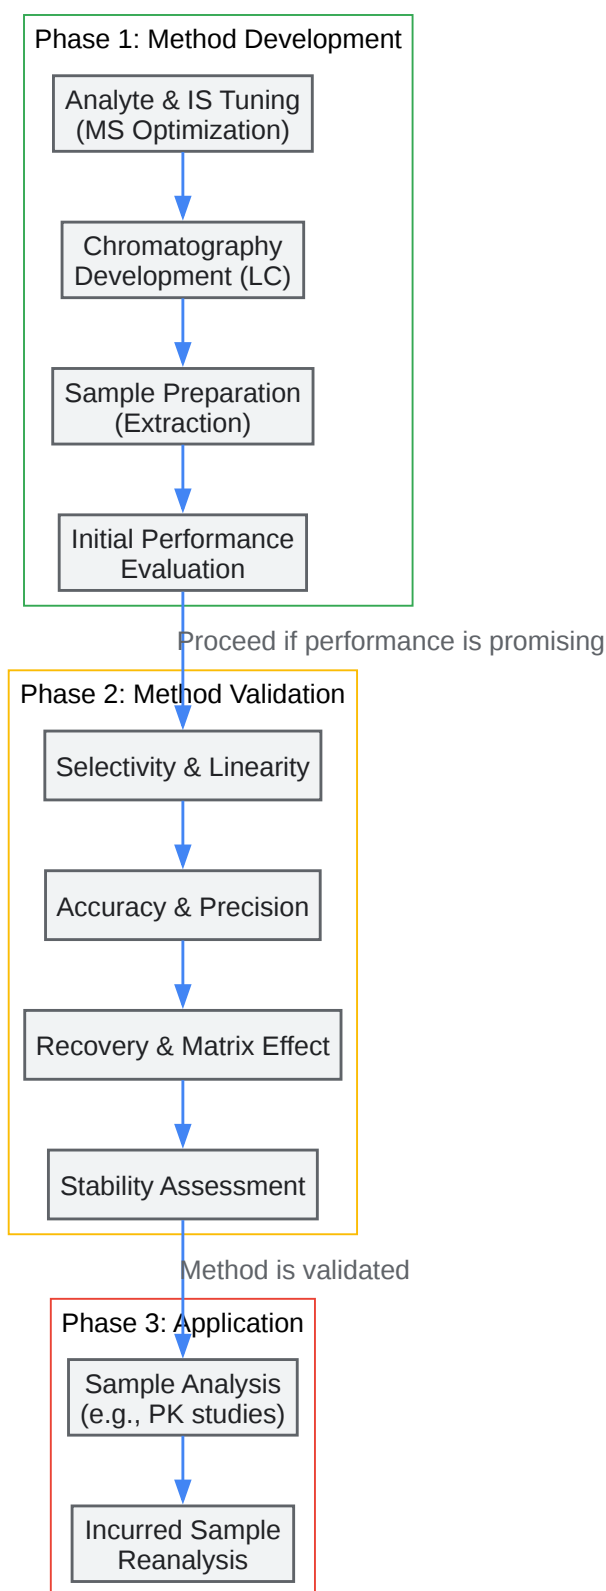 Phase 1: Method Development
Analyte & IS Tuning
(MS Optimization)
Chromatography
Development (LC)
Sample Preparation
(Extraction)
Initial Performance
Evaluation
Proceed if performance is promising
Phase 2: Method Validation
Selectivity & Linearity
Accuracy & Precision
Recovery & Matrix Effect
Stability Assessment
Method is validated
Phase 3: Application
Sample Analysis
(e.g., PK studies)
Incurred Sample
Reanalysis